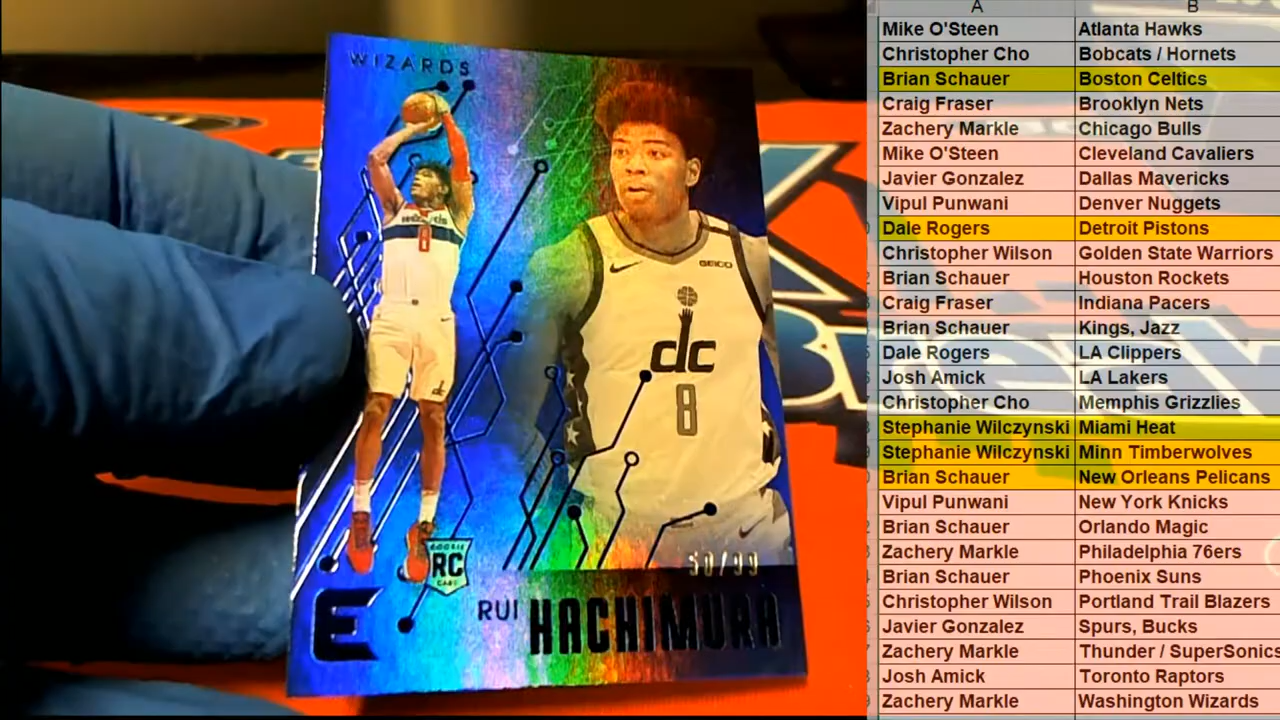 WIZARDS
wizards
8
GEICO
dc
8
dc
50/99
ROOKIE
RC
CARD
E
RUI HACHIMURA
A B
Mike O'Steen Atlanta Hawks
Christopher Cho Bobcats / Hornets
Brian Schauer Boston Celtics
Craig Fraser Brooklyn Nets
Zachery Markle Chicago Bulls
Mike O'Steen Cleveland Cavaliers
Javier Gonzalez Dallas Mavericks
Vipul Punwani Denver Nuggets
Dale Rogers Detroit Pistons
Christopher Wilson Golden State Warriors
Brian Schauer Houston Rockets
Craig Fraser Indiana Pacers
Brian Schauer Kings, Jazz
Dale Rogers LA Clippers
Josh Amick LA Lakers
Christopher Cho Memphis Grizzlies
Stephanie Wilczynski Miami Heat
Stephanie Wilczynski Minn Timberwolves
Brian Schauer New Orleans Pelicans
Vipul Punwani New York Knicks
Brian Schauer Orlando Magic
Zachery Markle Philadelphia 76ers
Brian Schauer Phoenix Suns
Christopher Wilson Portland Trail Blazers
Javier Gonzalez Spurs, Bucks
Zachery Markle Thunder / SuperSonics
Josh Amick Toronto Raptors
Zachery Markle Washington Wizards